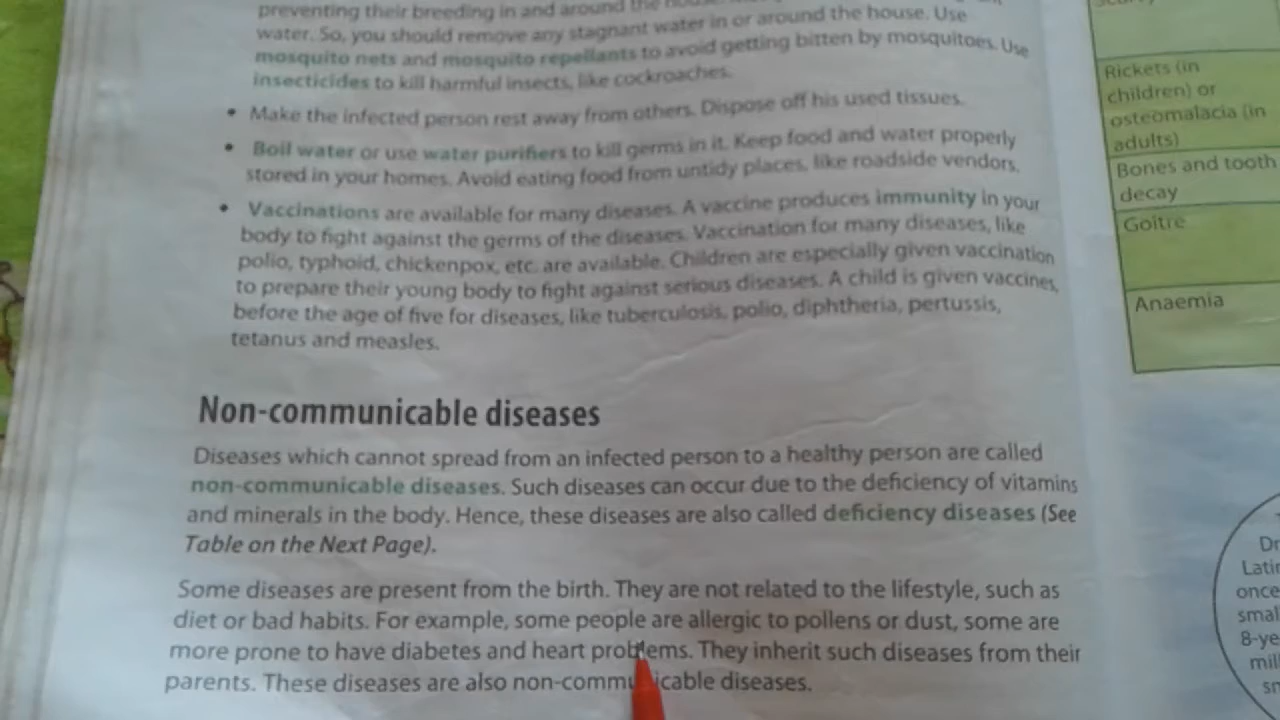 preventing their breeding in and around the
water. So, you should remove any stagnant water in or around the house. Use
mosquito nets and mosquito repellants to avoid getting bitten by mosquitoes. Use
insecticides to kill harmful insects, like cockroaches.
• Make the infected person rest away from others. Dispose off his used tissues.
• Boil water or use water purifiers to kill germs in it. Keep food and water properly
stored in your homes. Avoid eating food from untidy places, like roadside vendors.
• Vaccinations are available for many diseases. A vaccine produces immunity in your
body to fight against the germs of the diseases. Vaccination for many diseases, like
polio, typhoid, chickenpox, etc. are available. Children are especially given vaccination
to prepare their young body to fight against serious diseases. A child is given vaccines,
before the age of five for diseases, like tuberculosis, polio, diphtheria, pertussis,
tetanus and measles.
Non-communicable diseases
Diseases which cannot spread from an infected person to a healthy person are called
non-communicable diseases. Such diseases can occur due to the deficiency of vitamins
and minerals in the body. Hence, these diseases are also called deficiency diseases (See
Table on the Next Page).
Some diseases are present from the birth. They are not related to the lifestyle, such as
diet or bad habits. For example, some people are allergic to pollens or dust, some are
more prone to have diabetes and heart problems. They inherit such diseases from their
parents. These diseases are also non-communicable diseases.
Rickets (in
children) or
osteomalacia (in
adults)
Bones and tooth
decay
Goitre
Anaemia
Dr
Latin
once
smal
8-ye
mill
sn